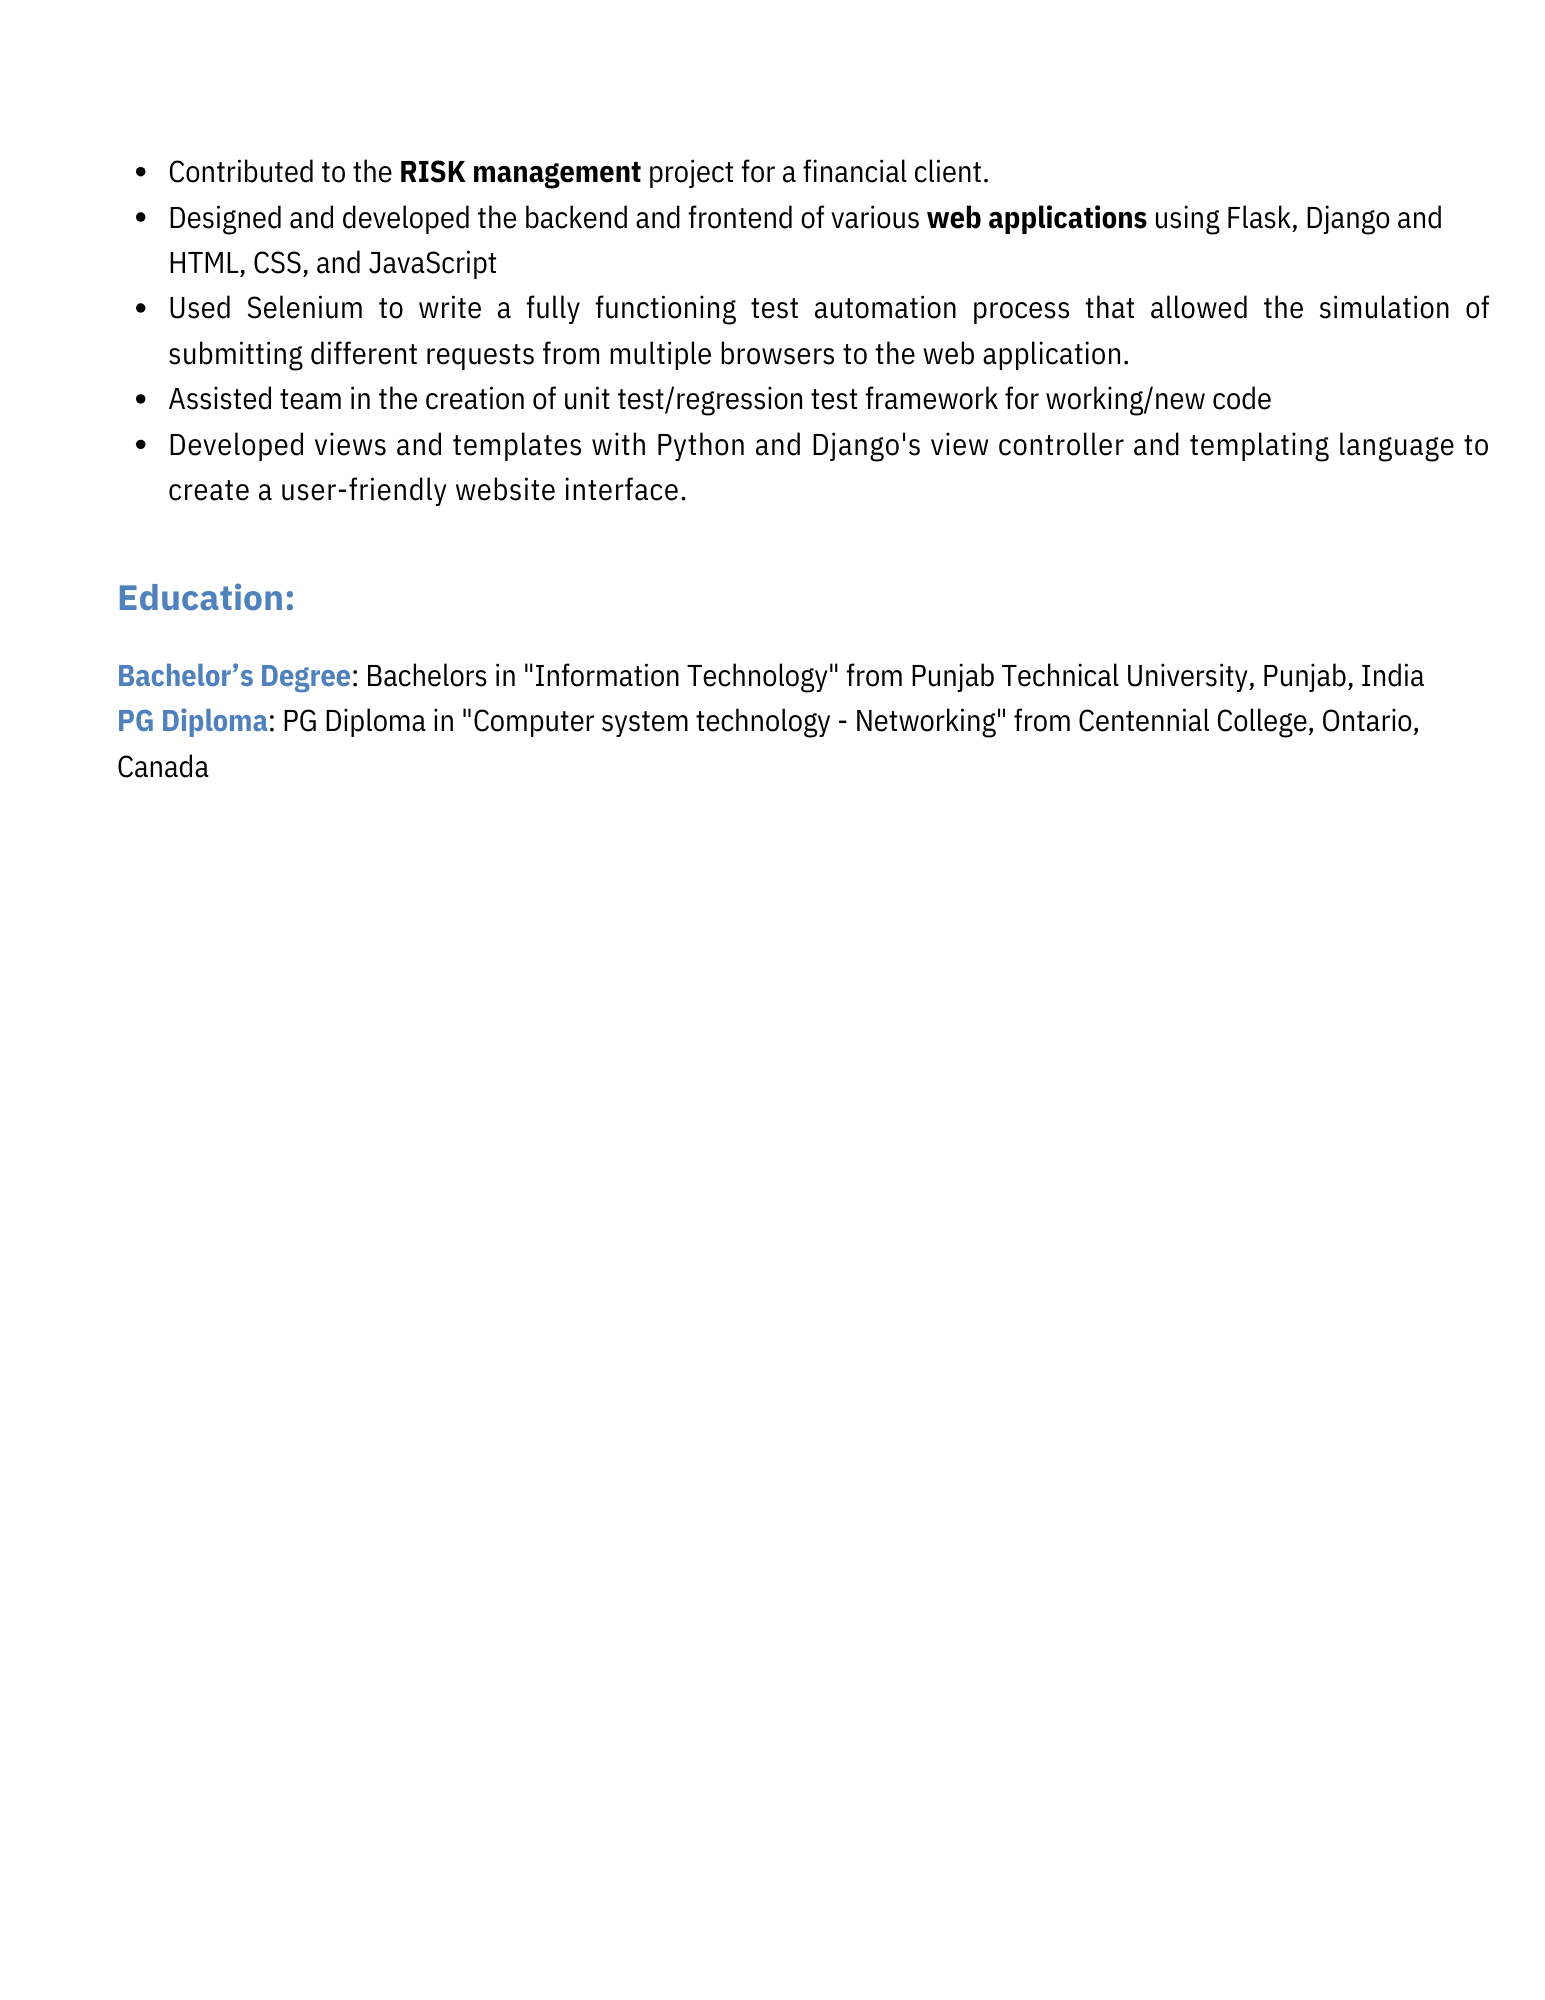 • Contributed to the RISK management project for a financial client.
• Designed and developed the backend and frontend of various web applications using Flask, Django and
HTML, CSS, and JavaScript
• Used Selenium to write a fully functioning test automation process that allowed the simulation of
submitting different requests from multiple browsers to the web application.
• Assisted team in the creation of unit test/regression test framework for working/new code
• Developed views and templates with Python and Django's view controller and templating language to
create a user-friendly website interface.
Education:
Bachelor’s Degree: Bachelors in "Information Technology" from Punjab Technical University, Punjab, India
PG Diploma: PG Diploma in "Computer system technology - Networking" from Centennial College, Ontario,
Canada